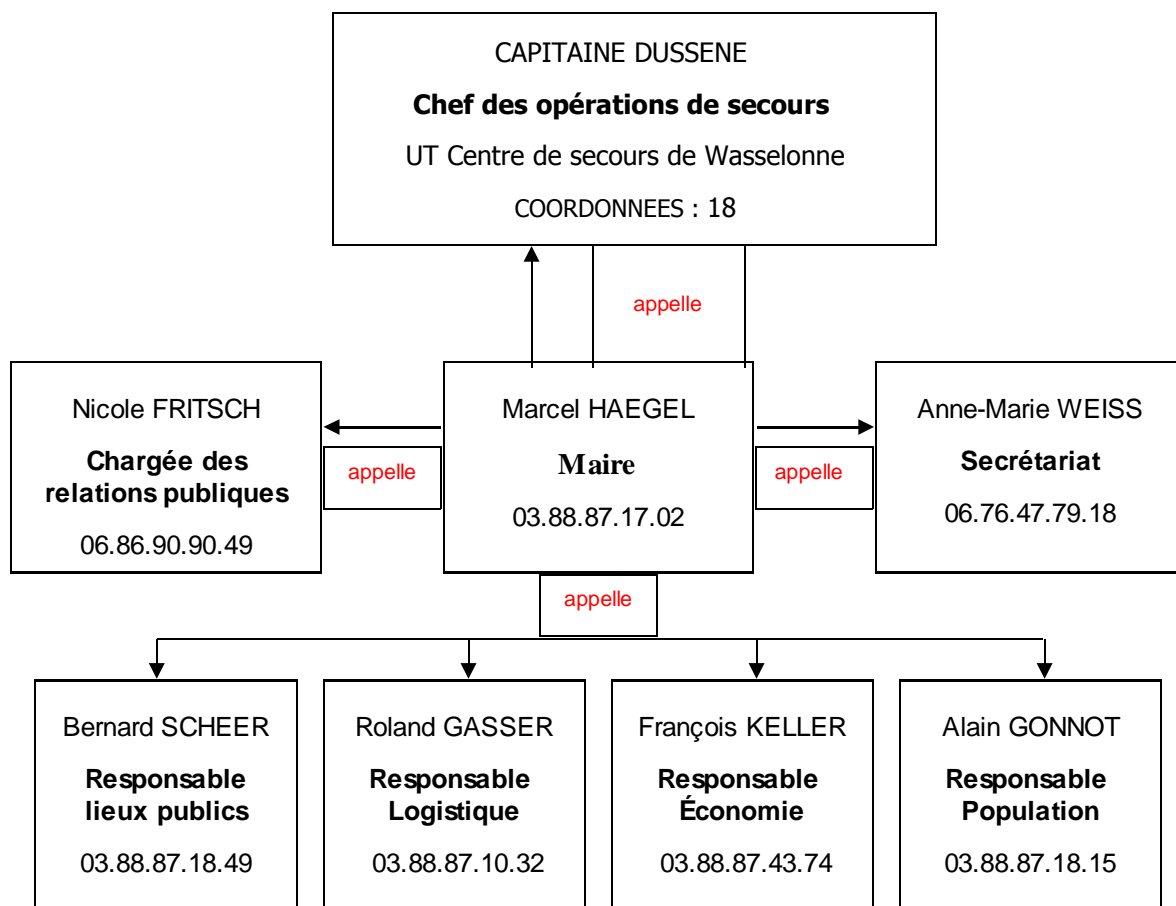 CAPITAINE DUSSENE
Chef des opérations de secours
UT Centre de secours de Wasselonne
COORDONNEES : 18
appelle
Nicole FRITSCH
Chargée des
relations publiques
06.86.90.90.49
appelle
Marcel HAEGEL
Maire
03.88.87.17.02
appelle
Anne-Marie WEISS
Secrétariat
06.76.47.79.18
appelle
Bernard SCHEER
Responsable
lieux publics
03.88.87.18.49
Roland GASSER
Responsable
Logistique
03.88.87.10.32
François KELLER
Responsable
Économie
03.88.87.43.74
Alain GONNOT
Responsable
Population
03.88.87.18.15